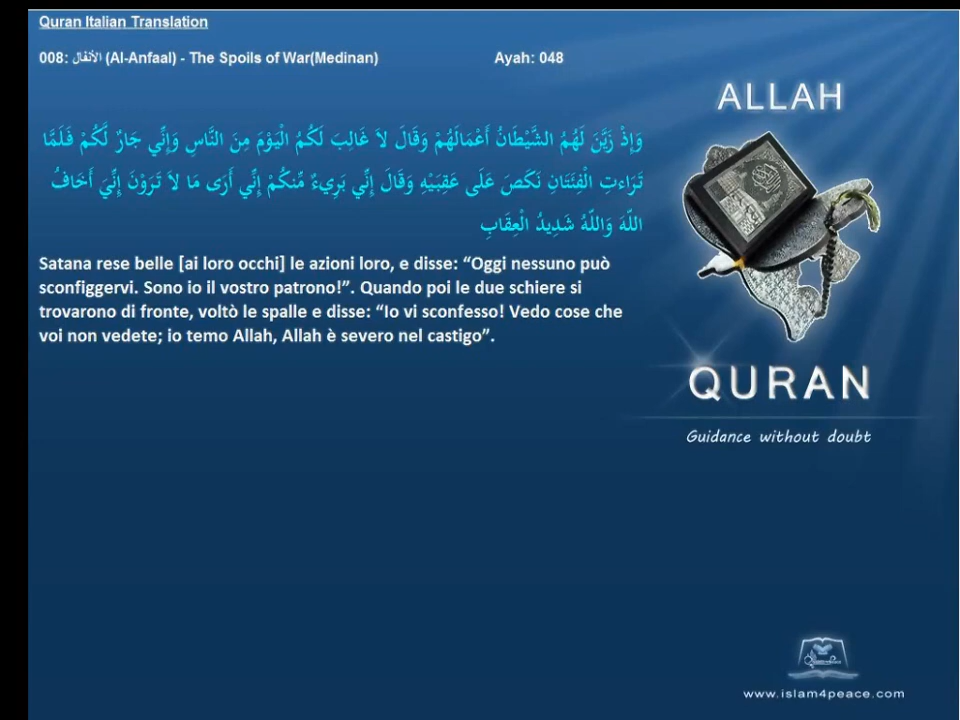 Quran Italian Translation
008: الأنفال (Al-Anfaal) - The Spoils of War(Medinan) Ayah: 048
وَإِذْ زَيَّنَ لَهُمُ الشَّيْطَانُ أَعْمَالَهُمْ وَقَالَ لاَ غَالِبَ لَكُمُ الْيَوْمَ مِنَ النَّاسِ وَإِنِّي جَارٌ لَّكُمْ فَلَمَّا
تَرَاءتِ الْفِئَتَانِ نَكَصَ عَلَى عَقِبَيْهِ وَقَالَ إِنِّي بَرِيءٌ مِّنكُمْ إِنِّي أَرَى مَا لاَ تَرَوْنَ إِنِّيَ أَخَافُ
اللّهَ وَاللّهُ شَدِيدُ الْعِقَابِ
Satana rese belle [ai loro occhi] le azioni loro, e disse: “Oggi nessuno può
sconfiggervi. Sono io il vostro patrono!”. Quando poi le due schiere si
trovarono di fronte, voltò le spalle e disse: “Io vi sconfesso! Vedo cose che
voi non vedete; io temo Allah, Allah è severo nel castigo”.
ALLAH
QURAN
Guidance without doubt
www.islam4peace.com